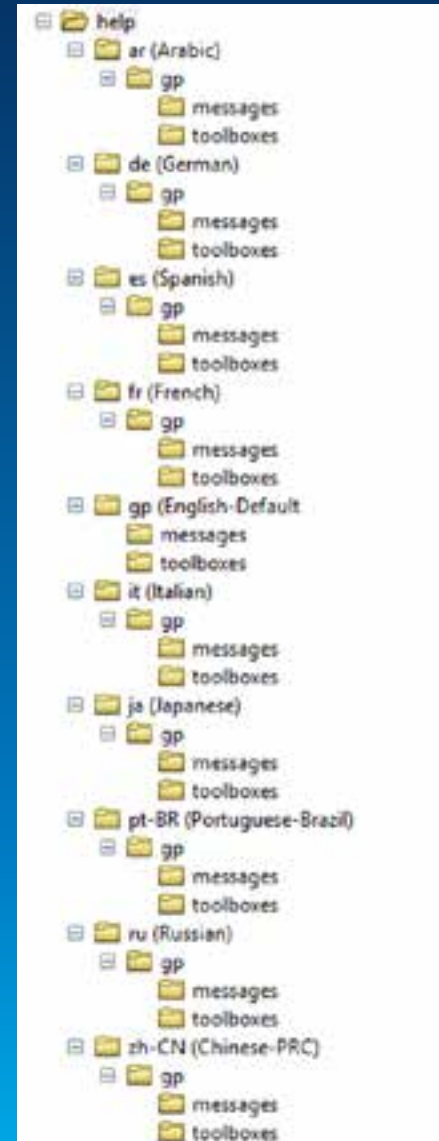 help
ar (Arabic)
gp
messages
toolboxes
de (German)
gp
messages
toolboxes
es (Spanish)
gp
messages
toolboxes
fr (French)
gp
messages
toolboxes
gp (English-Default
messages
toolboxes
it (Italian)
gp
messages
toolboxes
ja (Japanese)
gp
messages
toolboxes
pt-BR (Portuguese-Brazil)
gp
messages
toolboxes
ru (Russian)
gp
messages
toolboxes
zh-CN (Chinese-PRC)
gp
messages
toolboxes